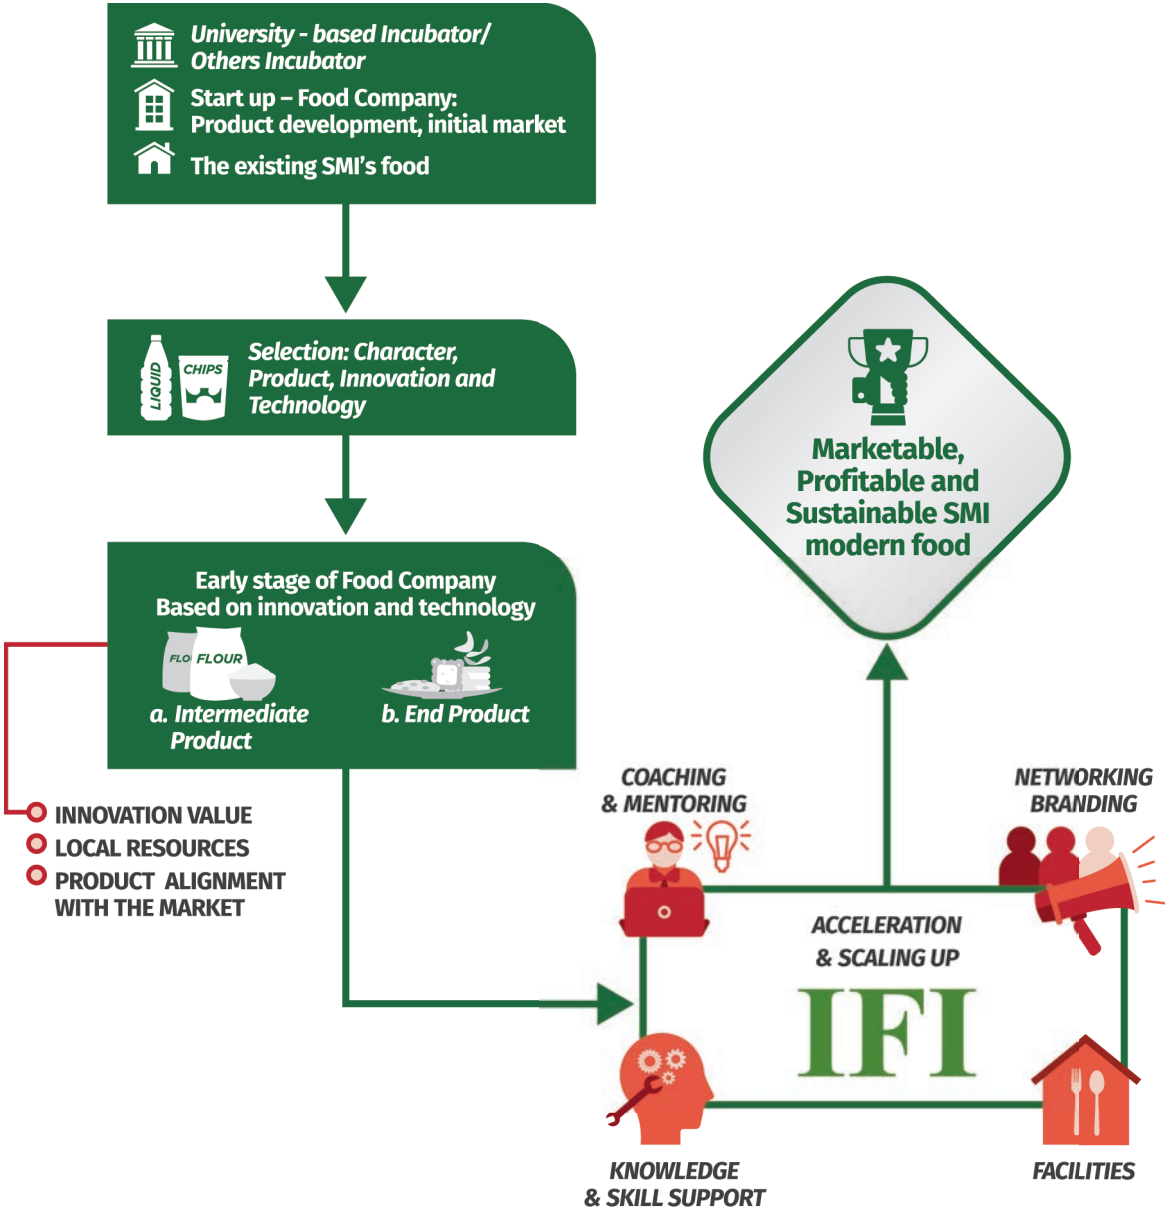 University - based Incubator/
Others Incubator
Start up – Food Company:
Product development, initial market
The existing SMI's food
LIQUID
CHIPS
Selection: Character,
Product, Innovation and
Technology
Early stage of Food Company
Based on innovation and technology
FLO
FLOUR
a. Intermediate
Product
b. End Product
INNOVATION VALUE
LOCAL RESOURCES
PRODUCT ALIGNMENT
WITH THE MARKET
Marketable,
Profitable and
Sustainable SMI
modern food
COACHING
& MENTORING
NETWORKING
BRANDING
ACCELERATION
& SCALING UP
IFI
KNOWLEDGE
& SKILL SUPPORT
FACILITIES